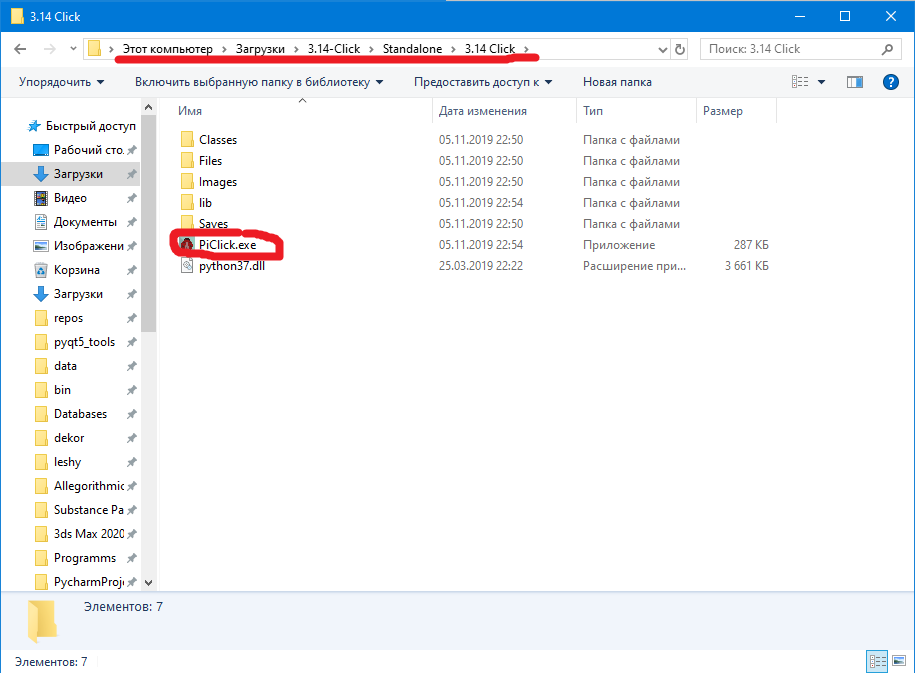 3.14 Click
Этот компьютер > Загрузки > 3.14-Click > Standalone > 3.14 Click >
Поиск: 3.14 Click
Упорядочить Включить выбранную папку в библиотеку Предоставить доступ к Новая папка
Имя Дата изменения Тип Размер
Быстрый доступ
Рабочий сто.
Загрузки
Видео
Документы
Изображени
Корзина
Загрузки
repos
pyqt5_tools
data
bin
Databases
dekor
leshy
Allegorithmic
Substance Pa
3ds Max 2020
Programms
PycharmProje
Classes 05.11.2019 22:50 Папка с файлами
Files 05.11.2019 22:50 Папка с файлами
Images 05.11.2019 22:50 Папка с файлами
lib 05.11.2019 22:54 Папка с файлами
Saves 05.11.2019 22:50 Папка с файлами
PiClick.exe 05.11.2019 22:54 Приложение 287 КБ
python37.dll 25.03.2019 22:22 Расширение при... 3 661 КБ
Элементов: 7
Элементов: 7